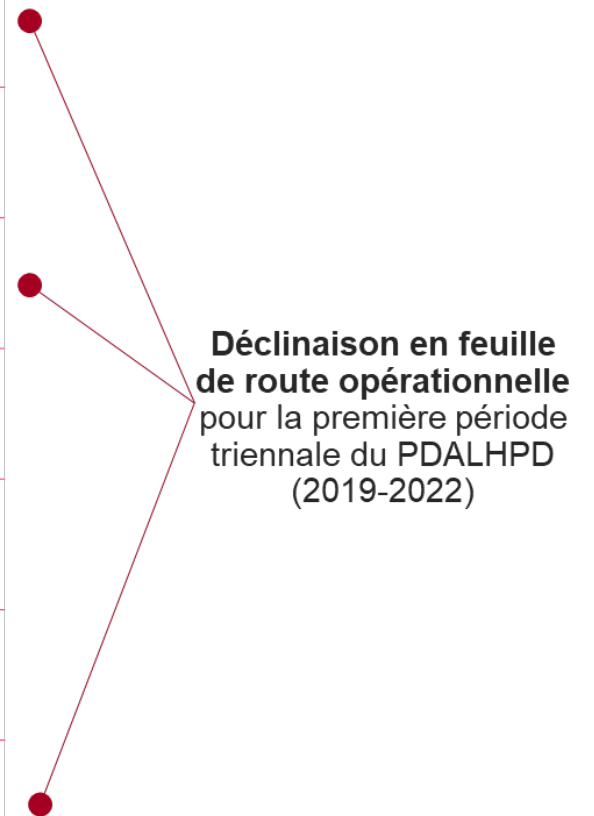 Déclinaison en feuille
de route opérationnelle
pour la première période
triennale du PDALHPD
(2019-2022)